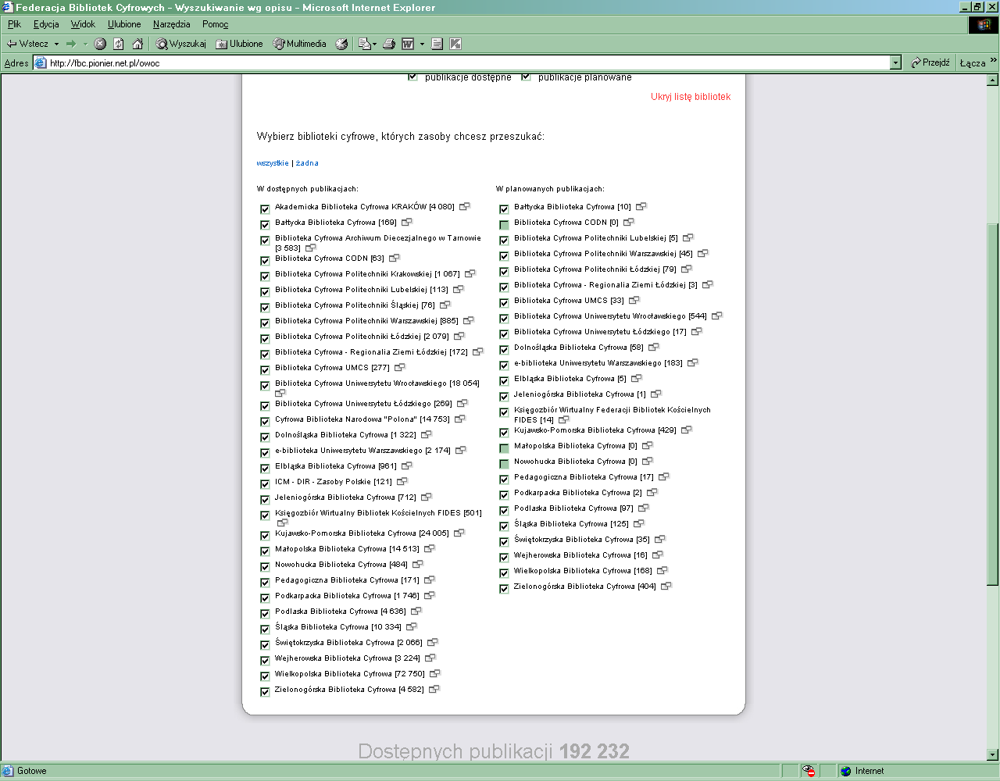 Federacja Bibliotek Cyfrowych - Wyszukiwanie wg opisu - Microsoft Internet Explorer
Plik Edycja Widok Ulubione Narzędzia Pomoc
Wstecz Wyszukaj Ulubione Multimedia
Adres http://fbc.pionier.net.pl/owoc Przejdź Łącza »
publikacje dostępne publikacje planowane
Ukryj listę bibliotek
Wybierz biblioteki cyfrowe, których zasoby chcesz przeszukać:
wszystkie | żadna
W dostępnych publikacjach:
Akademicka Biblioteka Cyfrowa KRAKÓW [4 080]
Bałtycka Biblioteka Cyfrowa [169]
Biblioteka Cyfrowa Archiwum Diecezjalnego w Tarnowie
[3 583]
Biblioteka Cyfrowa CODN [63]
Biblioteka Cyfrowa Politechniki Krakowskiej [1 067]
Biblioteka Cyfrowa Politechniki Lubelskiej [113]
Biblioteka Cyfrowa Politechniki Śląskiej [76]
Biblioteka Cyfrowa Politechniki Warszawskiej [885]
Biblioteka Cyfrowa Politechniki Łódzkiej [2 079]
Biblioteka Cyfrowa - Regionalia Ziemi Łódzkiej [172]
Biblioteka Cyfrowa UMCS [277]
Biblioteka Cyfrowa Uniwersytetu Wrocławskiego [18 054]
Biblioteka Cyfrowa Uniwersytetu Łódzkiego [269]
Cyfrowa Biblioteka Narodowa "Polona" [14 753]
Dolnośląska Biblioteka Cyfrowa [1 322]
e-biblioteka Uniwersytetu Warszawskiego [2 174]
Elbląska Biblioteka Cyfrowa [961]
ICM - DIR - Zasoby Polskie [121]
Jeleniogórska Biblioteka Cyfrowa [712]
Księgozbiór Wirtualny Bibliotek Kościelnych FIDES [501]
Kujawsko-Pomorska Biblioteka Cyfrowa [24 005]
Małopolska Biblioteka Cyfrowa [14 513]
Nowohucka Biblioteka Cyfrowa [484]
Pedagogiczna Biblioteka Cyfrowa [171]
Podkarpacka Biblioteka Cyfrowa [1 746]
Podlaska Biblioteka Cyfrowa [4 636]
Śląska Biblioteka Cyfrowa [10 334]
Świętokrzyska Biblioteka Cyfrowa [2 066]
Wejherowska Biblioteka Cyfrowa [3 224]
Wielkopolska Biblioteka Cyfrowa [72 750]
Zielonogórska Biblioteka Cyfrowa [4 582]
W planowanych publikacjach:
Bałtycka Biblioteka Cyfrowa [10]
Biblioteka Cyfrowa CODN [0]
Biblioteka Cyfrowa Politechniki Lubelskiej [5]
Biblioteka Cyfrowa Politechniki Warszawskiej [45]
Biblioteka Cyfrowa Politechniki Łódzkiej [79]
Biblioteka Cyfrowa - Regionalia Ziemi Łódzkiej [3]
Biblioteka Cyfrowa UMCS [33]
Biblioteka Cyfrowa Uniwersytetu Wrocławskiego [544]
Biblioteka Cyfrowa Uniwersytetu Łódzkiego [17]
Dolnośląska Biblioteka Cyfrowa [58]
e-biblioteka Uniwersytetu Warszawskiego [183]
Elbląska Biblioteka Cyfrowa [5]
Jeleniogórska Biblioteka Cyfrowa [1]
Księgozbiór Wirtualny Federacji Bibliotek Kościelnych
FIDES [14]
Kujawsko-Pomorska Biblioteka Cyfrowa [429]
Małopolska Biblioteka Cyfrowa [0]
Nowohucka Biblioteka Cyfrowa [0]
Pedagogiczna Biblioteka Cyfrowa [17]
Podkarpacka Biblioteka Cyfrowa [2]
Podlaska Biblioteka Cyfrowa [97]
Śląska Biblioteka Cyfrowa [125]
Świętokrzyska Biblioteka Cyfrowa [35]
Wejherowska Biblioteka Cyfrowa [16]
Wielkopolska Biblioteka Cyfrowa [168]
Zielonogórska Biblioteka Cyfrowa [404]
Dostępnych publikacji 192 232
Gotowe Internet